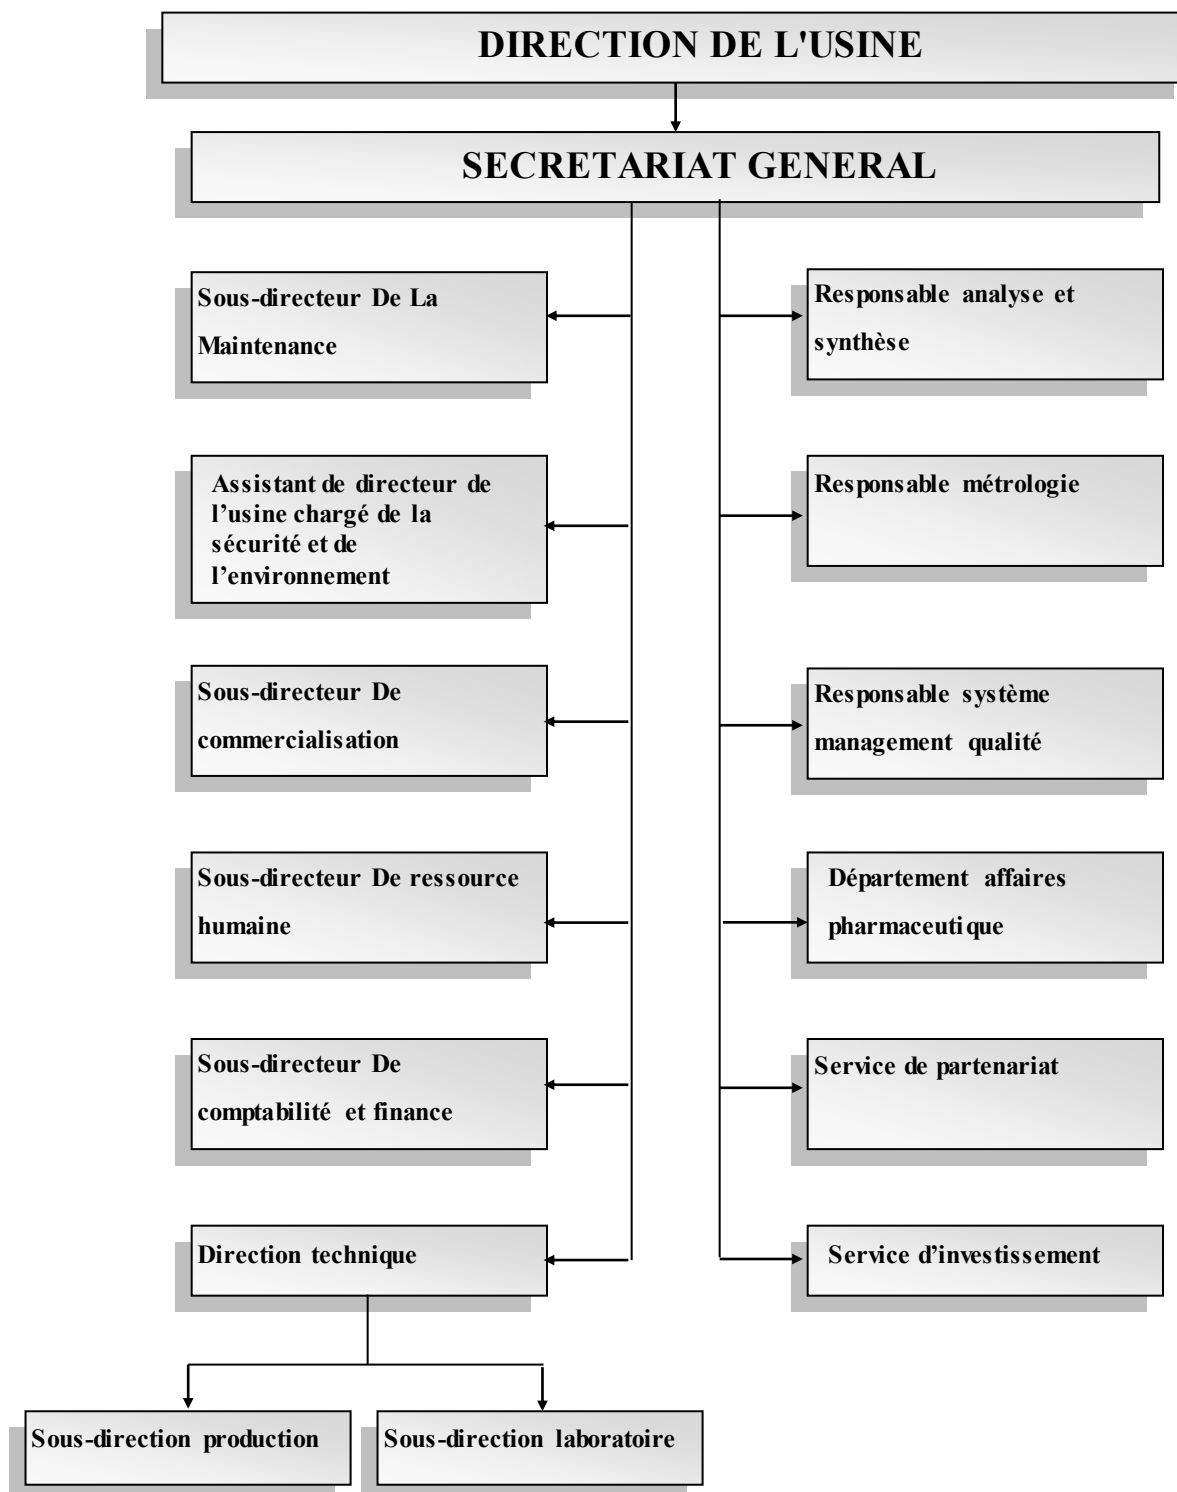 DIRECTION DE L'USINE
SECRETARIAT GENERAL
Sous-directeur De La
Maintenance
Responsable analyse et
synthèse
Assistant de directeur de
l’usine chargé de la
sécurité et de
l’environnement
Responsable métrologie
Sous-directeur De
commercialisation
Responsable système
management qualité
Sous-directeur De ressource
humaine
Département affaires
pharmaceutique
Sous-directeur De
comptabilité et finance
Service de partenariat
Direction technique
Service d’investissement
Sous-direction production
Sous-direction laboratoire